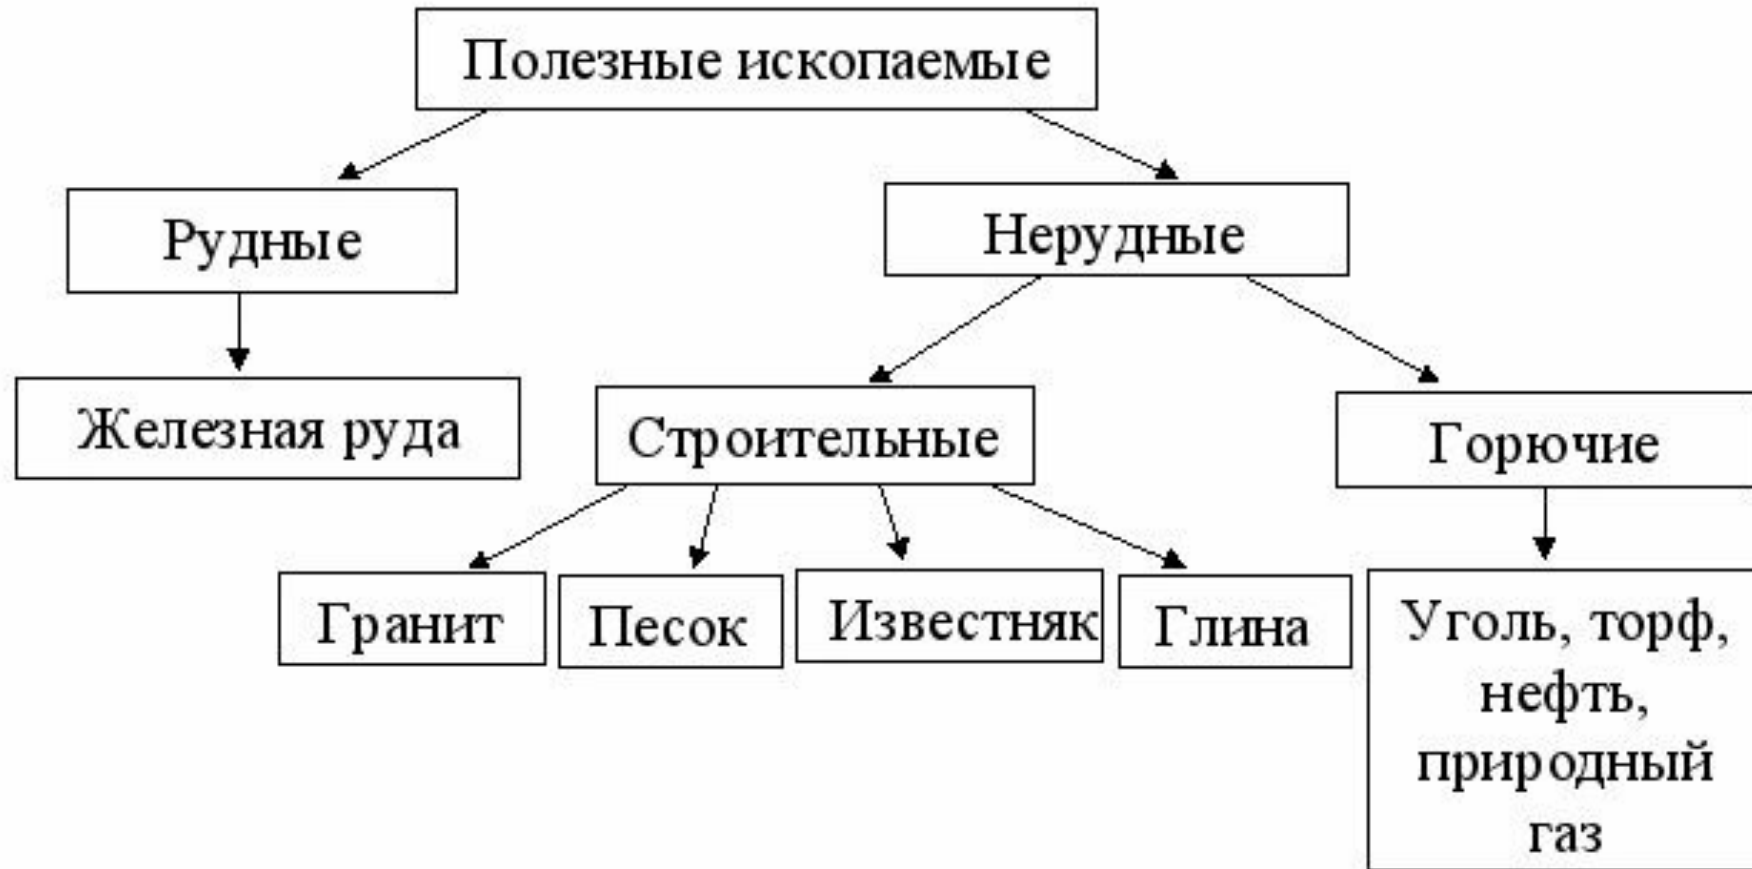 Полезные ископаемые
Рудные
Нерудные
Железная руда
Строительные
Горючие
Гранит
Песок
Известняк
Глина
Уголь, торф,
нефть,
природный
газ